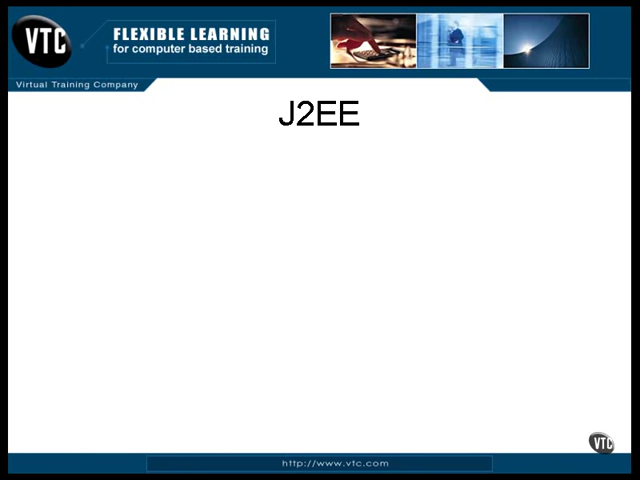 VTC
FLEXIBLE LEARNING
for computer based training
Virtual Training Company
J2EE
VTC
http://www.vtc.com